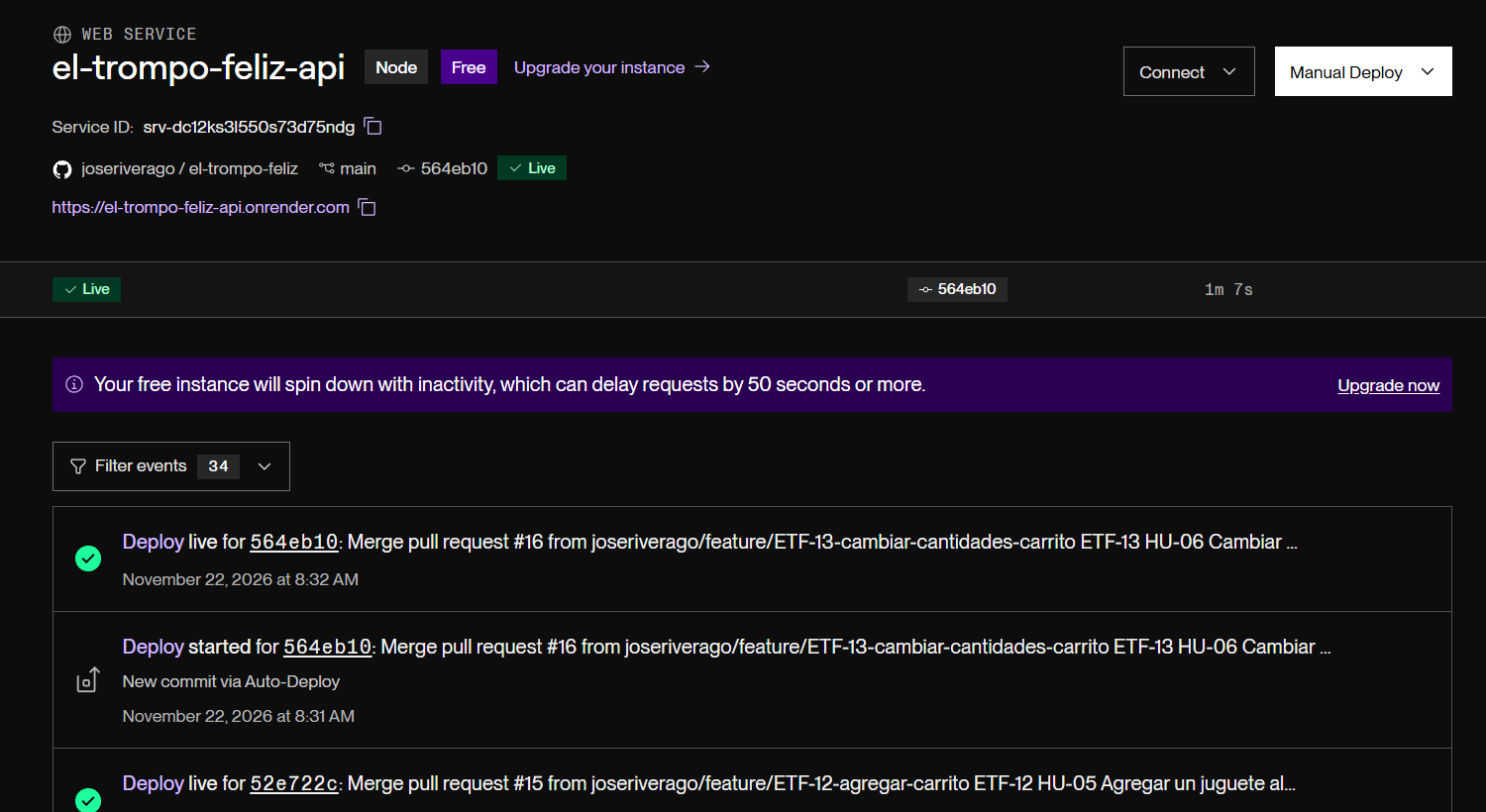 WEB SERVICE
el-trompo-feliz-api Node Free Upgrade your instance → Connect Manual Deploy
Service ID: srv-dc12ks3l550s73d75ndg
joseriverago / el-trompo-feliz main 564eb10 Live
https://el-trompo-feliz-api.onrender.com
Live 564eb10 1m 7s
Your free instance will spin down with inactivity, which can delay requests by 50 seconds or more. Upgrade now
Filter events 34
Deploy live for 564eb10: Merge pull request #16 from joseriverago/feature/ETF-13-cambiar-cantidades-carrito ETF-13 HU-06 Cambiar ...
November 22, 2026 at 8:32 AM
Deploy started for 564eb10: Merge pull request #16 from joseriverago/feature/ETF-13-cambiar-cantidades-carrito ETF-13 HU-06 Cambiar ...
New commit via Auto-Deploy
November 22, 2026 at 8:31 AM
Deploy live for 52e722c: Merge pull request #15 from joseriverago/feature/ETF-12-agregar-carrito ETF-12 HU-05 Agregar un juguete al...